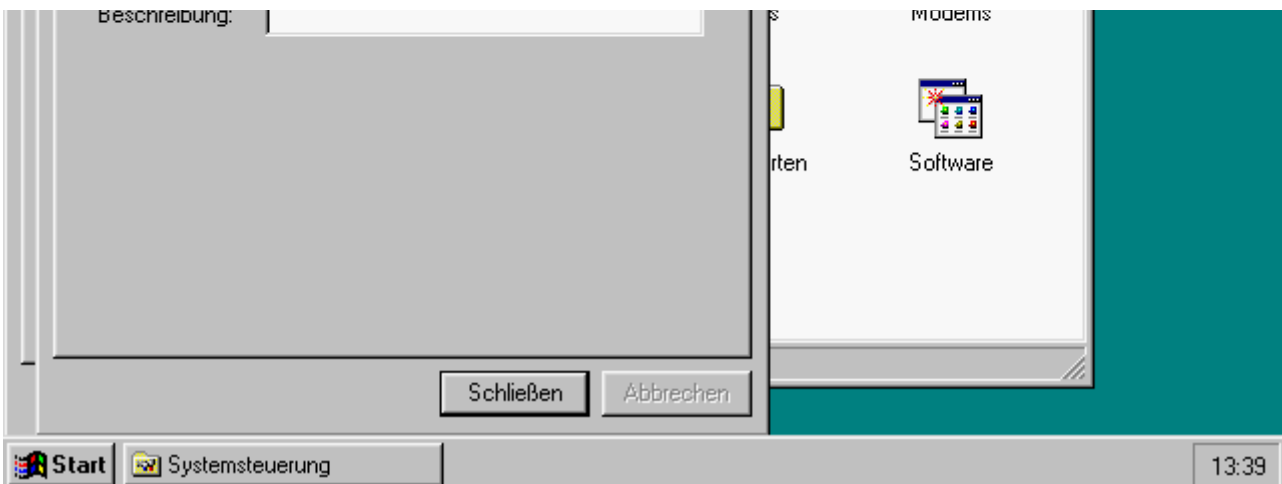 Beschreibung:
Modems
Software
Schließen
Abbrechen
Start
Systemsteuerung
13:39